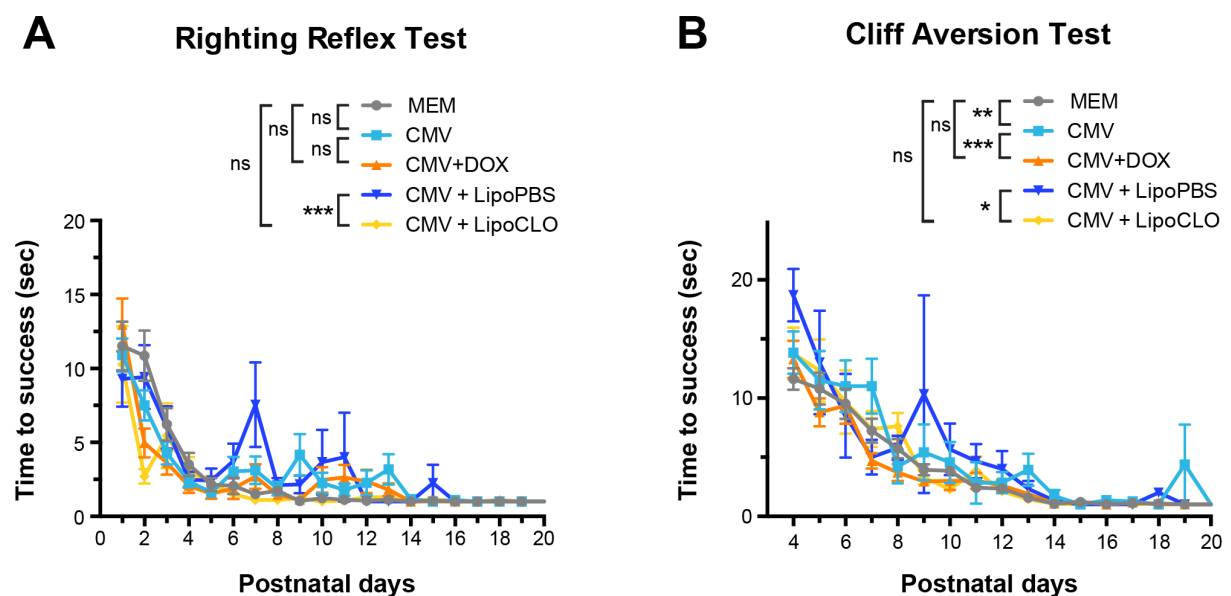 A
Righting Reflex Test
ns
ns
ns
ns
***
MEM
CMV
CMV+DOX
CMV + LipoPBS
CMV + LipoCLO
Time to success (sec)
20
15
10
5
0
0 2 4 6 8 10 12 14 16 18 20
Postnatal days
B
Cliff Aversion Test
ns
ns
**
***
*
MEM
CMV
CMV+DOX
CMV + LipoPBS
CMV + LipoCLO
Time to success (sec)
20
10
0
4 6 8 10 12 14 16 18 20
Postnatal days